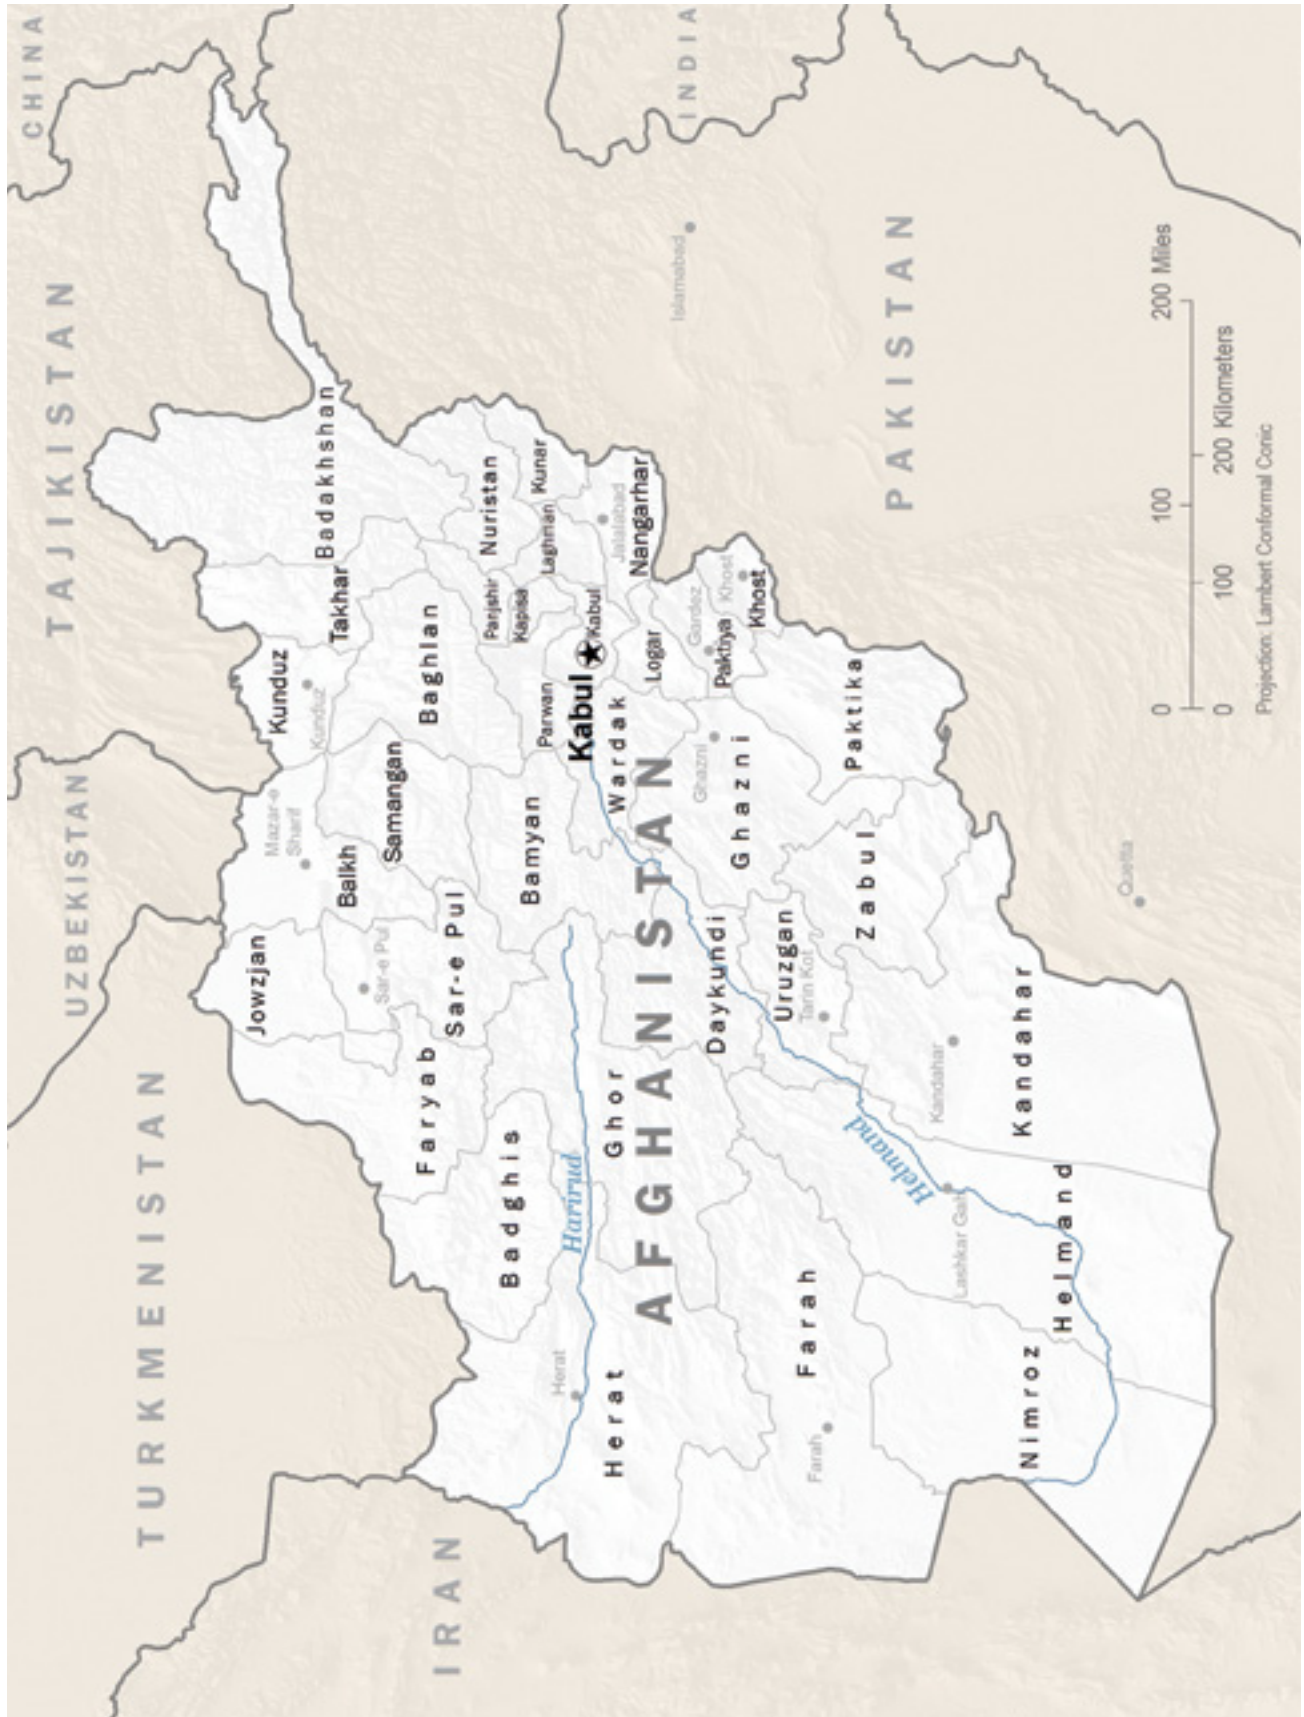 CHINA
TAJIKISTAN
UZBEKISTAN
TURKMENISTAN
INDIA
IRAN
PAKISTAN
AFGHANISTAN
Badakhshan
Takhar
Kunduz
Kunduz
Mazar-e
Sharif
Balkh
Jowzjan
Samangan
Baghlan
Sar-e Pul
Sar-e Pul
Faryab
Badghis
Nuristan
Kunar
Laghman
Panjshir
Kapisa
Parwan
Bamyan
Kabul
Kabul
Jalalabad
Nangarhar
Islamabad
Wardak
Logar
Gardez
Khost
Khost
Paktiya
Harirud
Ghor
Herat
Herat
Ghazni
Ghazni
Paktika
Daykundi
Uruzgan
Tarin Kot
Zabul
Farah
Farah
Helmand
Kandahar
Kandahar
Lashkar Gah
Helmand
Nimroz
Quetta
0 100 200 Miles
0 100 200 Kilometers
Projection: Lambert Conformal Conic